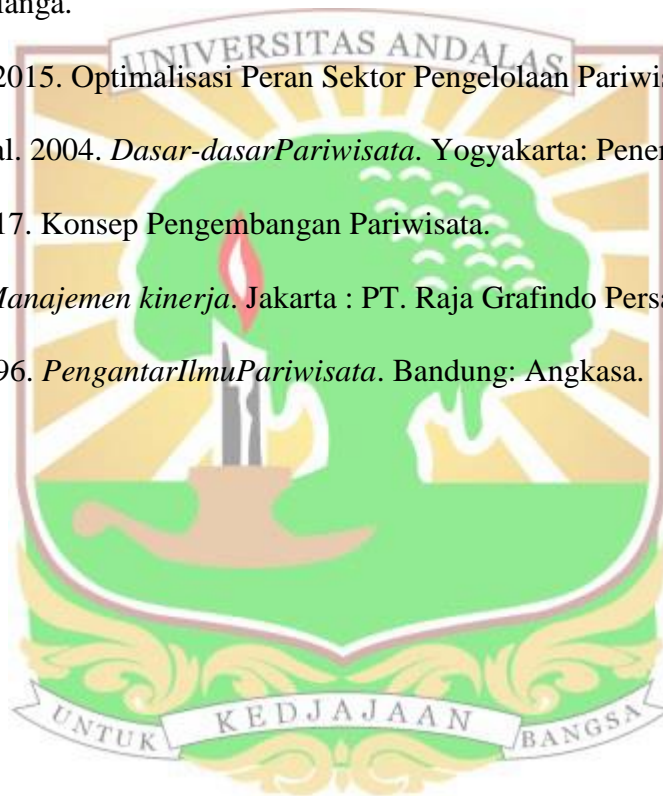 langa.
UNIVERSITAS ANDALAS
2015. Optimalisasi Peran Sektor Pengelolaan Pariwis
al. 2004. Dasar-dasarPariwisata. Yogyakarta: Pener
17. Konsep Pengembangan Pariwisata.
Manajemen kinerja. Jakarta : PT. Raja Grafindo Persa
96. PengantarIlmuPariwisata. Bandung: Angkasa.
UNTUK KEDJAJAAN BANGSA